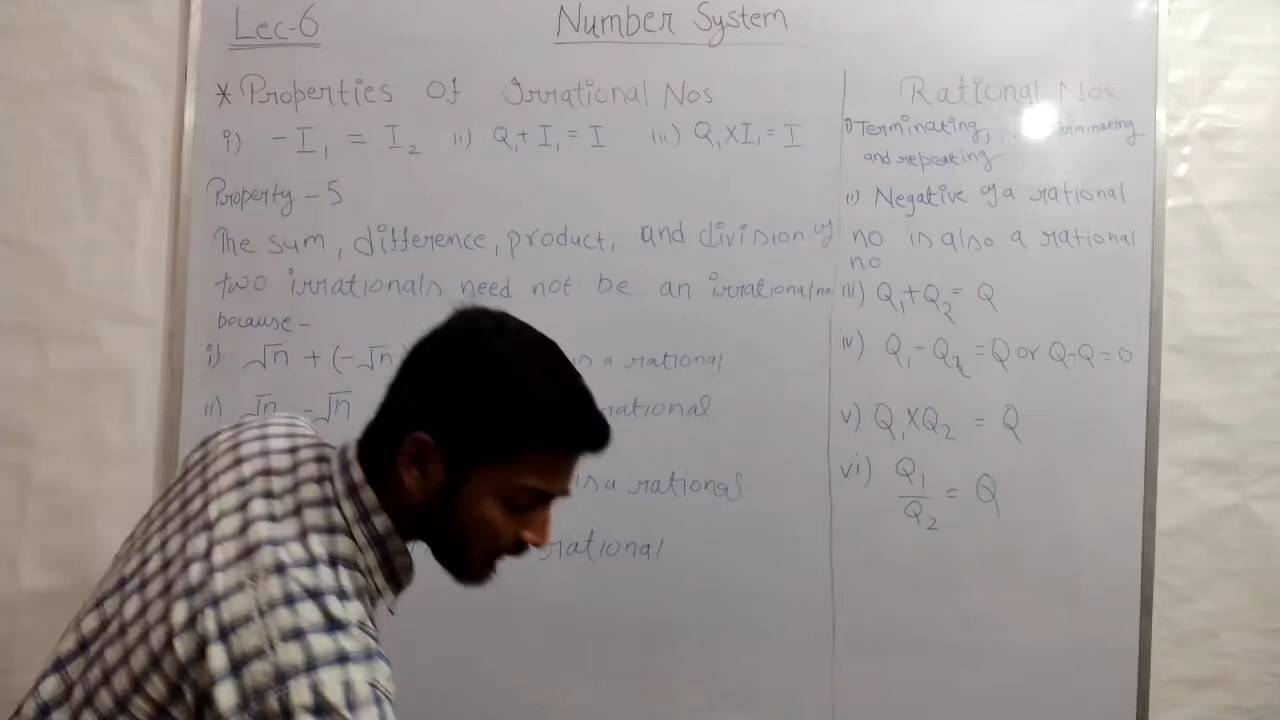 Lec-6
Number System
* Properties Of Irrational Nos
i) -I₁ = I₂ ii) Q₁+I₁=I iii) Q₁XI₁=I
Property - 5
The sum, difference, product, and division of
two irrationals need not be an irrational no
because -
i) √n + (-√n is a rational
ii) √n - √n rational
is a rational
rational
Rational Nos
i) Terminating, terminating
and repeating
ii) Negative of a rational
no is also a rational
no
iii) Q₁+Q₂= Q
iv) Q₁-Q₂=Q or Q-Q=0
v) Q₁XQ₂ = Q
vi) Q₁/Q₂ = Q